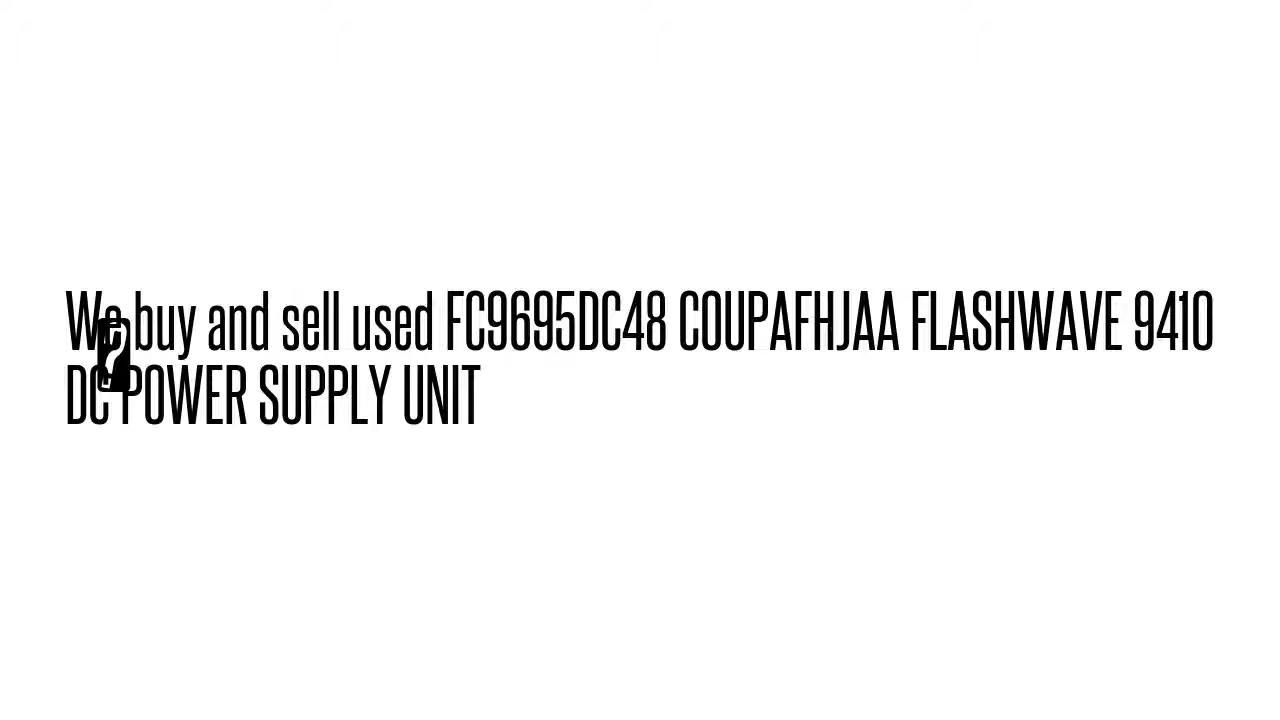 We buy and sell used FC9695DC48 COUPAFHJAA FLASHWAVE 9410
DC POWER SUPPLY UNIT